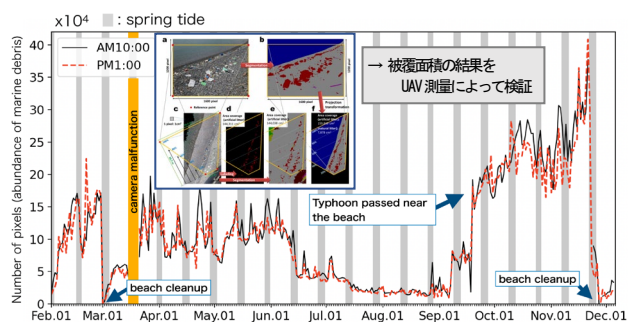 x10⁴
: spring tide
AM10:00
PM1:00
→ 被覆面積の結果を
UAV測量によって検証
camera malfunction
Number of pixels (abundance of marine debris)
40
35
30
25
20
15
10
5
0
a
b
c
d
e
f
Typhoon passed near
the beach
beach cleanup
beach cleanup
Feb.01 Mar.01 Apr.01 May.01 Jun.01 Jul.01 Aug.01 Sep.01 Oct.01 Nov.01 Dec.01